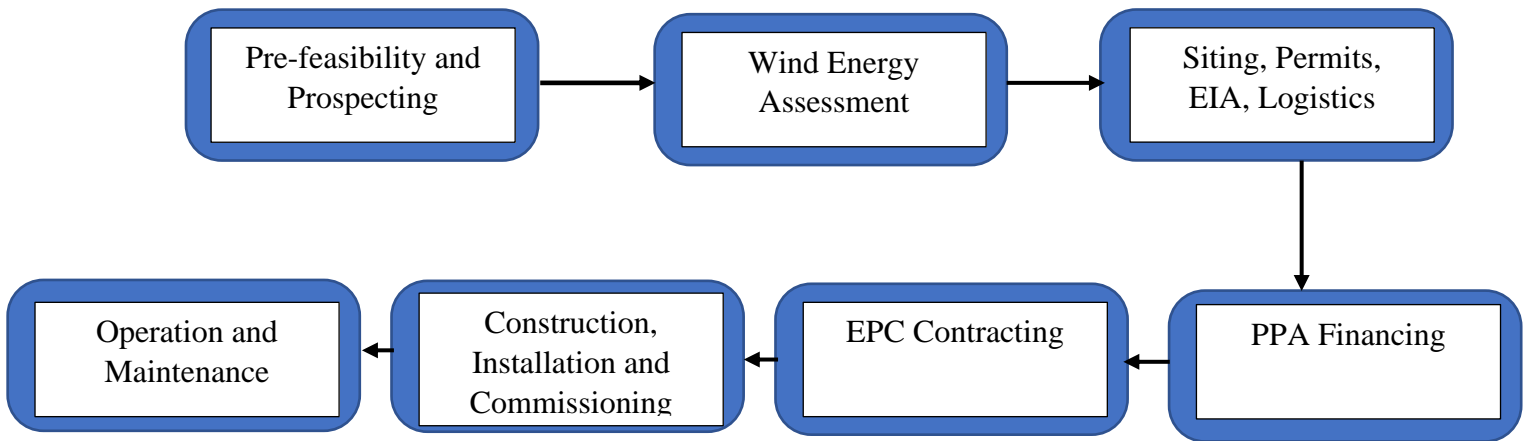 Pre-feasibility and
Prospecting
Wind Energy
Assessment
Siting, Permits,
EIA, Logistics
Operation and
Maintenance
Construction,
Installation and
Commissioning
EPC Contracting
PPA Financing